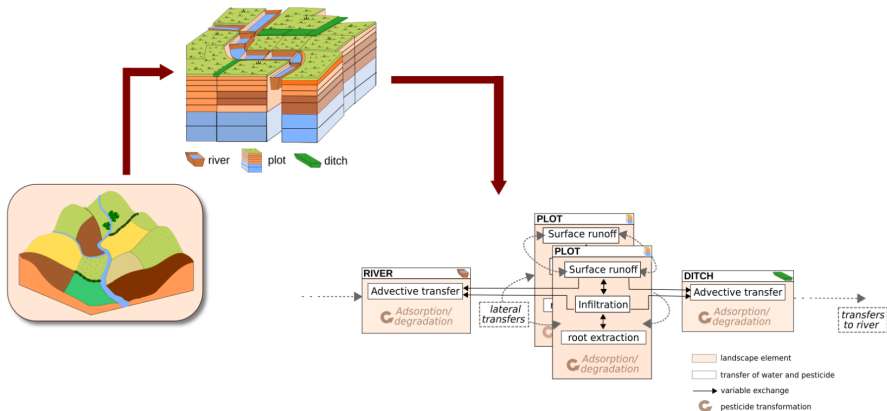 river
plot
ditch
PLOT
Surface runoff
PLOT
Surface runoff
Infiltration
root extraction
Adsorption/
degradation
RIVER
Advective transfer
Adsorption/
degradation
lateral
transfers
DITCH
Advective transfer
Adsorption/
degradation
transfers
to river
landscape element
transfer of water and pesticide
variable exchange
pesticide transformation